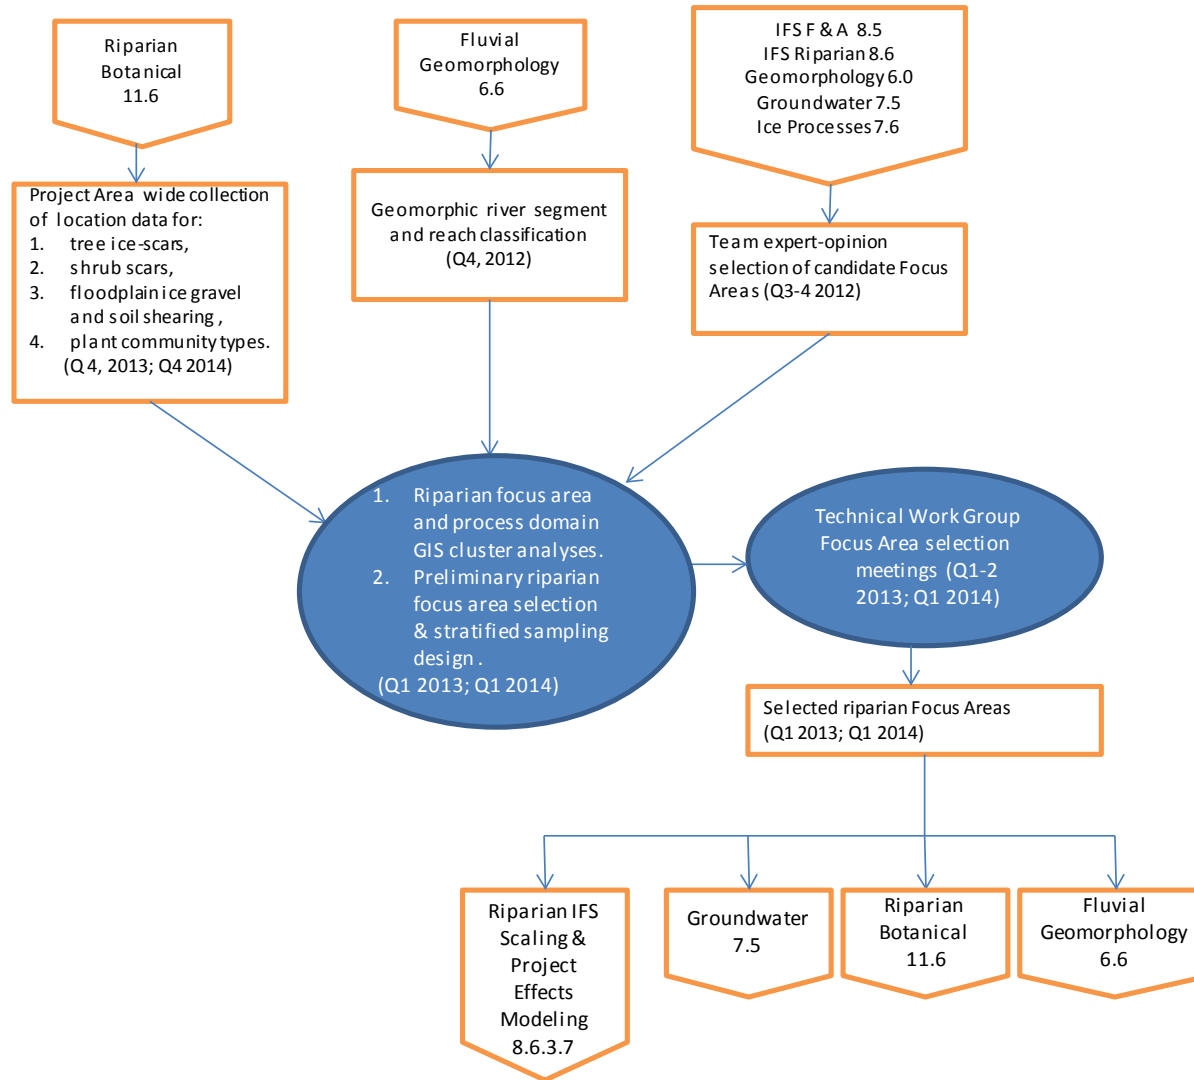 Riparian
Botanical
11.6
Fluvial
Geomorphology
6.6
IFS F & A 8.5
IFS Riparian 8.6
Geomorphology 6.0
Groundwater 7.5
Ice Processes 7.6
Project Area wide collection
of location data for:
1. tree ice-scars,
2. shrub scars,
3. floodplain ice gravel
and soil shearing,
4. plant community types.
(Q4, 2013; Q4 2014)
Geomorphic river segment
and reach classification
(Q4, 2012)
Team expert-opinion
selection of candidate Focus
Areas (Q3-4 2012)
1. Riparian focus area
and process domain
GIS cluster analyses.
2. Preliminary riparian
focus area selection
& stratified sampling
design.
(Q1 2013; Q1 2014)
Technical Work Group
Focus Area selection
meetings (Q1-2
2013; Q1 2014)
Selected riparian Focus Areas
(Q1 2013; Q1 2014)
Riparian IFS
Scaling &
Project
Effects
Modeling
8.6.3.7
Groundwater
7.5
Riparian
Botanical
11.6
Fluvial
Geomorphology
6.6